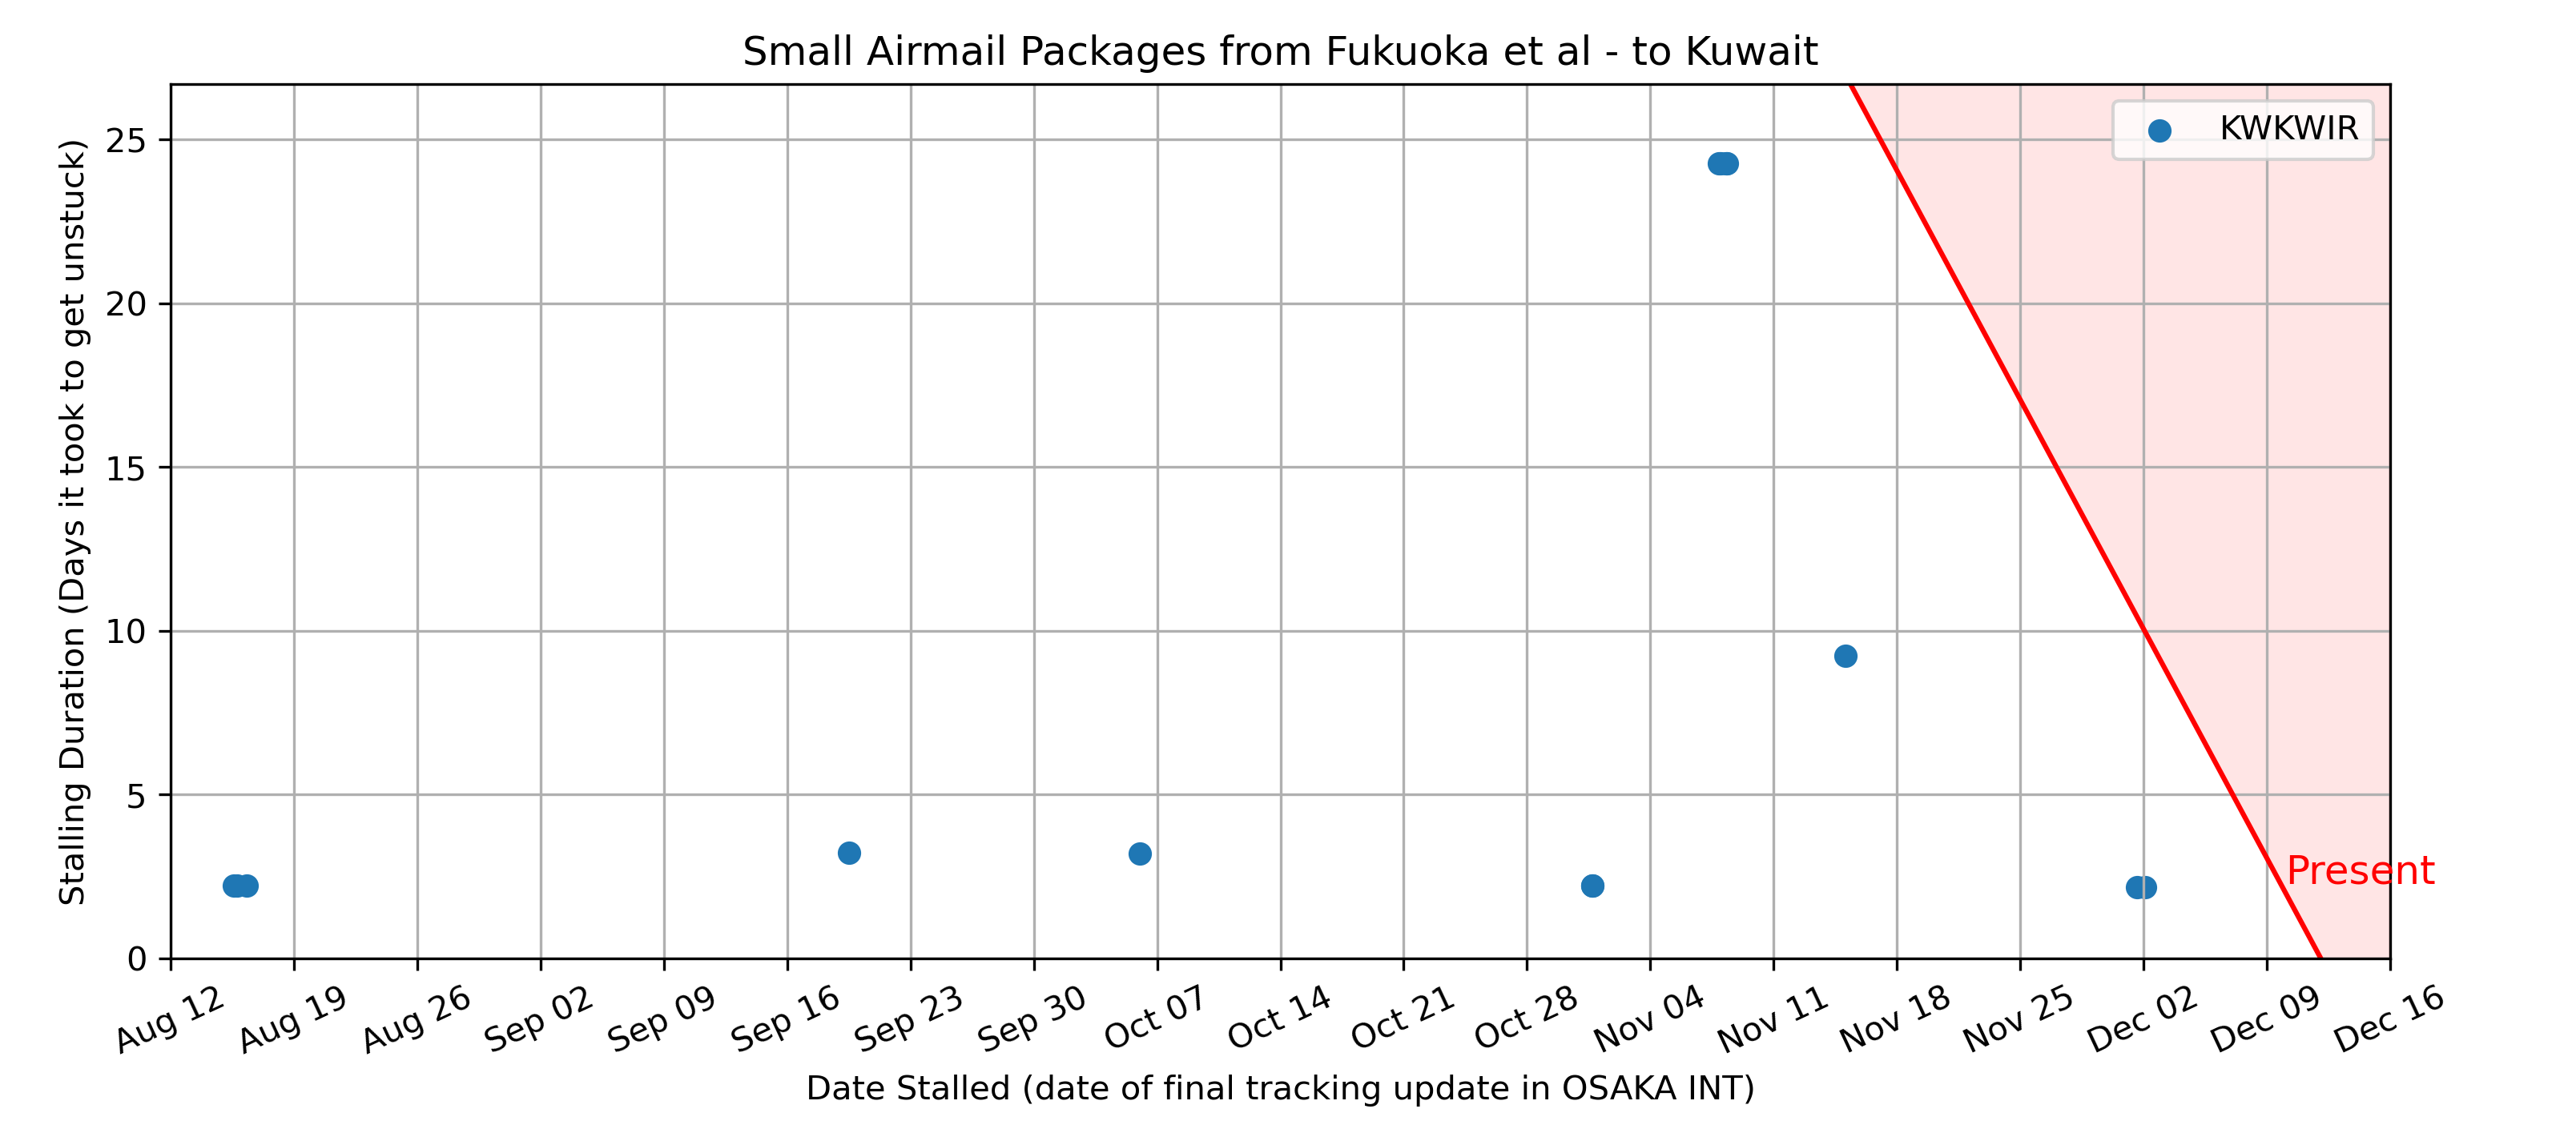 Small Airmail Packages from Fukuoka et al - to Kuwait
KWKWIR
Stalling Duration (Days it took to get unstuck)
25
20
15
10
5
0
Present
Aug 12
Aug 19
Aug 26
Sep 02
Sep 09
Sep 16
Sep 23
Sep 30
Oct 07
Oct 14
Oct 21
Oct 28
Nov 04
Nov 11
Nov 18
Nov 25
Dec 02
Dec 09
Dec 16
Date Stalled (date of final tracking update in OSAKA INT)